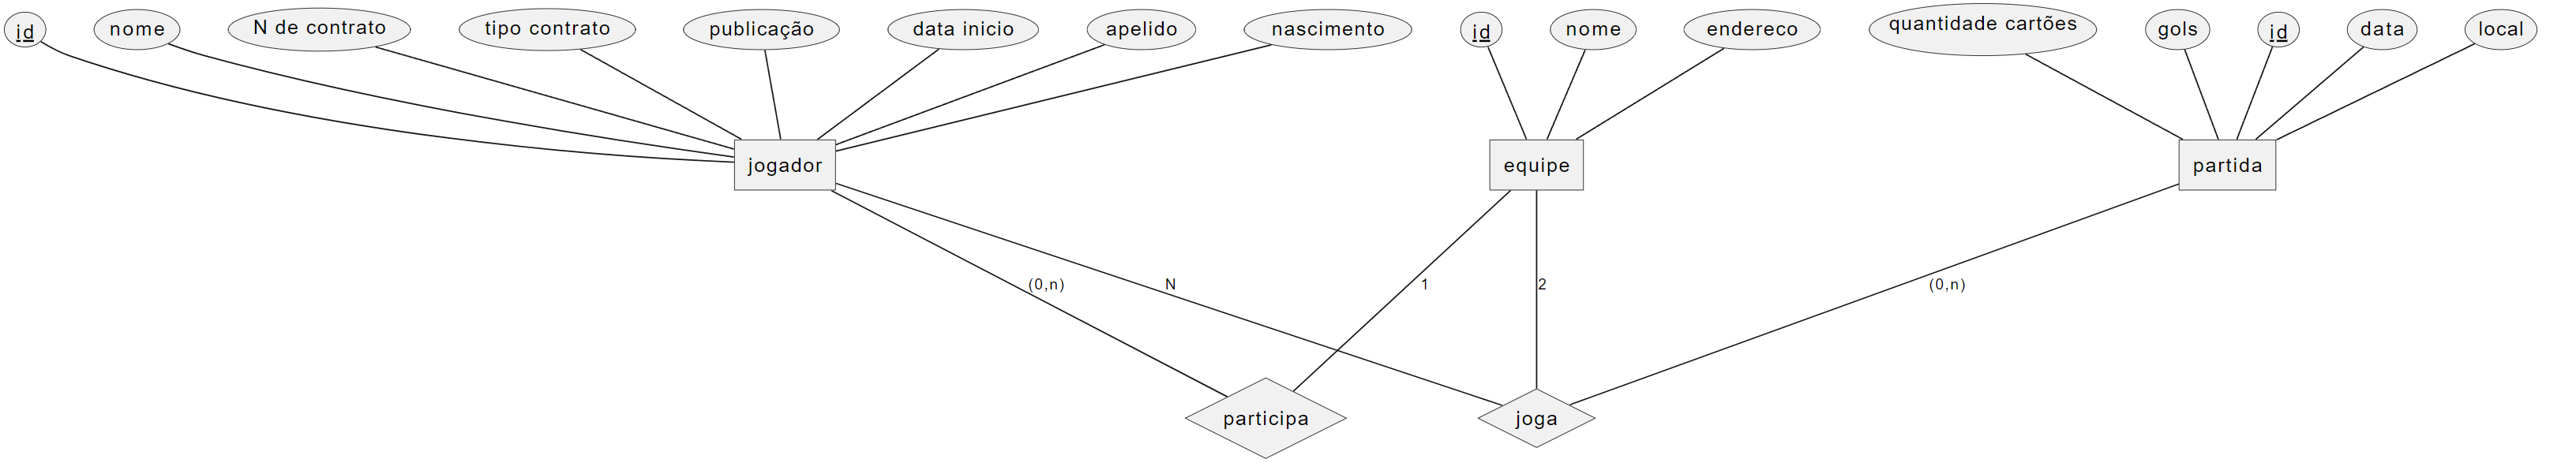 id
nome
N de contrato
tipo contrato
publicação
data inicio
apelido
nascimento
id
nome
endereco
quantidade cartões
gols
id
data
local
jogador
equipe
partida
(0,n)
N
1
2
(0,n)
participa
joga